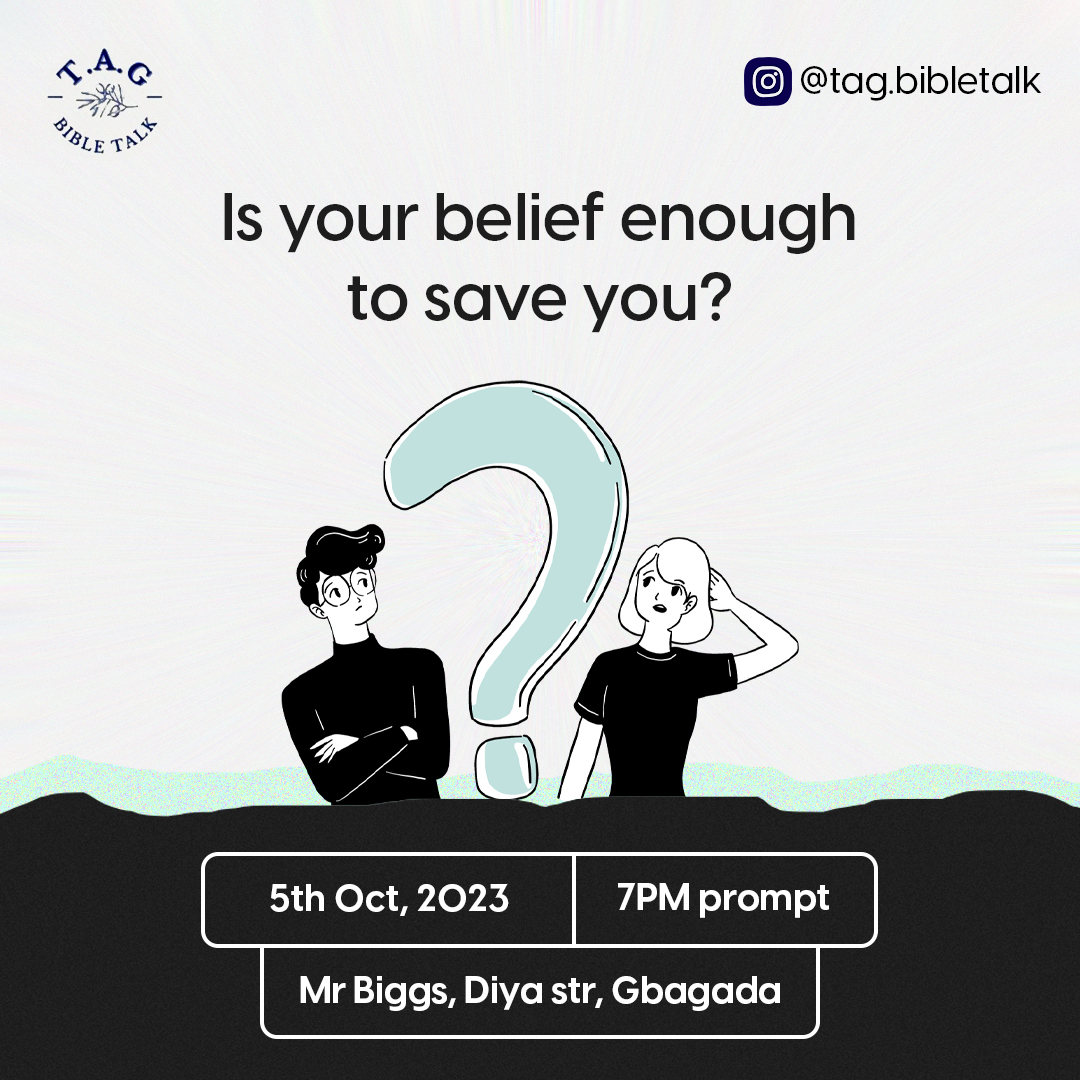 T.A.G
BIBLE TALK
@tag.bibletalk
Is your belief enough
to save you?
5th Oct, 2023
7PM prompt
Mr Biggs, Diya str, Gbagada